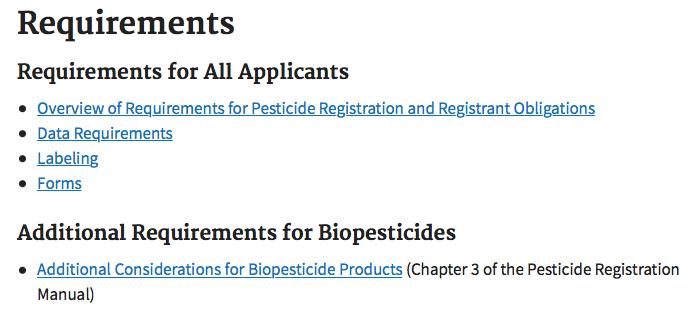 Requirements
Requirements for All Applicants
Overview of Requirements for Pesticide Registration and Registrant Obligations
Data Requirements
Labeling
Forms
Additional Requirements for Biopesticides
Additional Considerations for Biopesticide Products (Chapter 3 of the Pesticide Registration
Manual)